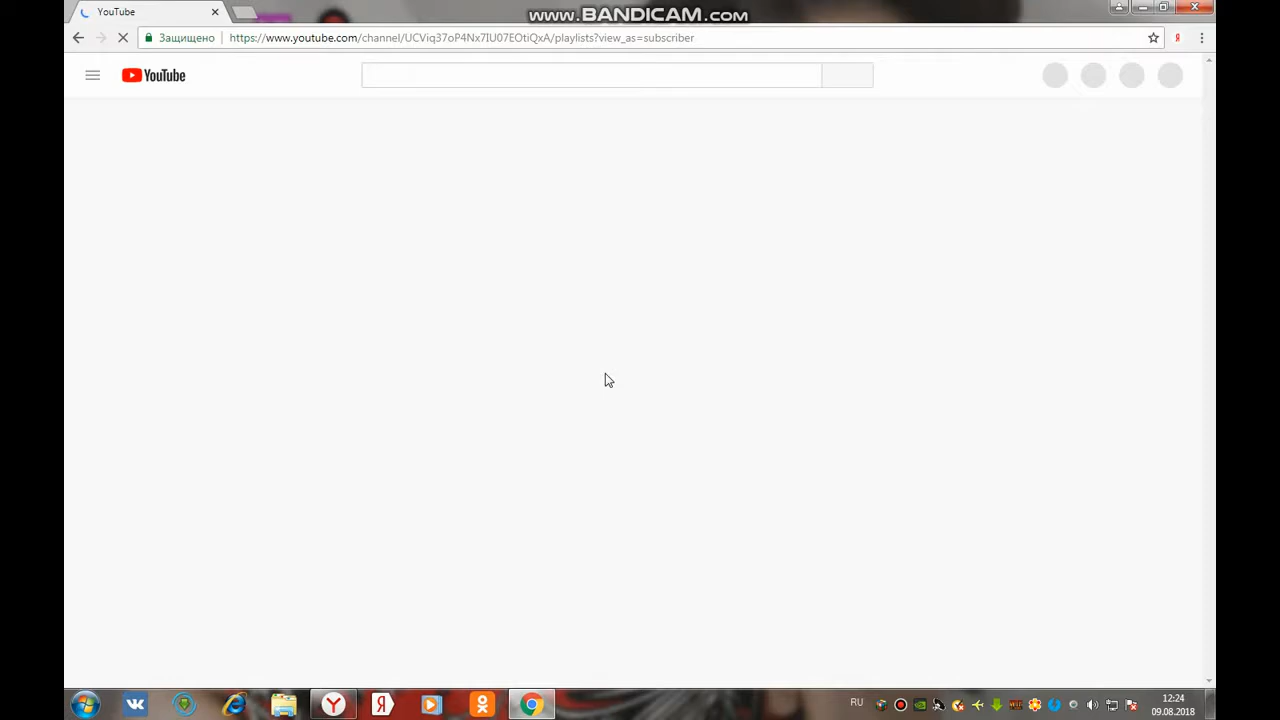 YouTube
www.BANDICAM.com
Защищено
https://www.youtube.com/channel/UCViq37oP4Nx7IU07EOtiQxA/playlists?view_as=subscriber
Я
YouTube
Я
RU
12:24
09.08.2018